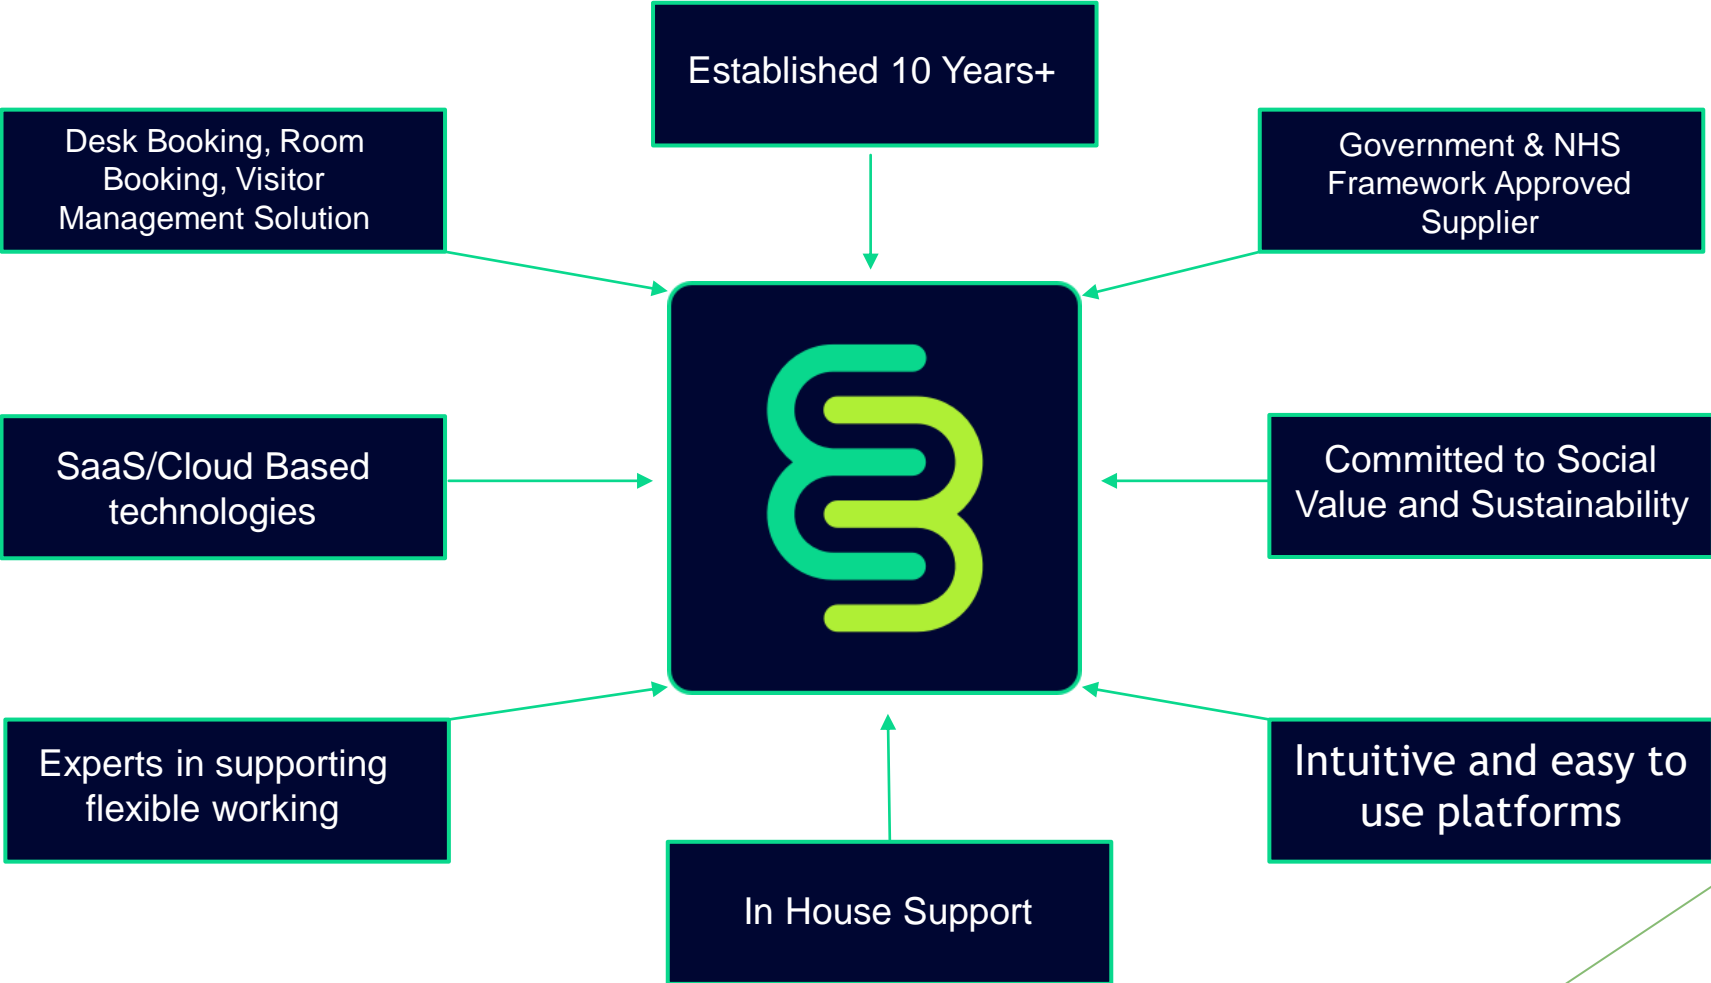 Established 10 Years+
Desk Booking, Room
Booking, Visitor
Management Solution
Government & NHS
Framework Approved
Supplier
SaaS/Cloud Based
technologies
Committed to Social
Value and Sustainability
Experts in supporting
flexible working
Intuitive and easy to
use platforms
In House Support